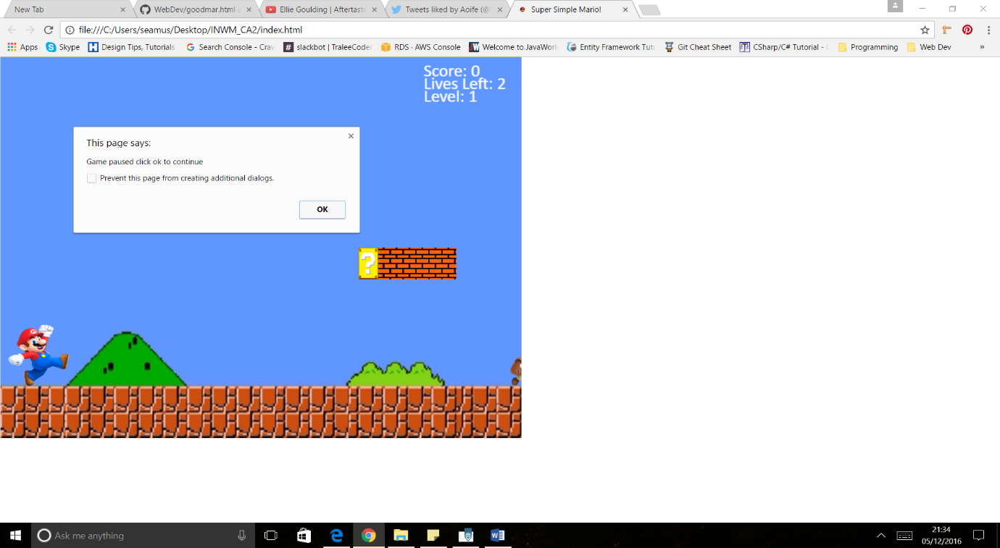 New Tab
WebDev/goodmar.html a
Ellie Goulding | Aftertaste
Tweets liked by Aoife (@
Super Simple Mario!
file:///C:/Users/seamus/Desktop/INWM_CA2/index.html
Apps
Skype
Design Tips, Tutorials
Search Console - Craw
slackbot | TraleeCoder
RDS · AWS Console
Welcome to JavaWorl
Entity Framework Tuto
Git Cheat Sheet
CSharp/C# Tutorial -
Programming
Web Dev
»
Score: 0
Lives Left: 2
Level: 1
This page says:
Game paused click ok to continue
Prevent this page from creating additional dialogs.
OK
?
Ask me anything
21:34
05/12/2016